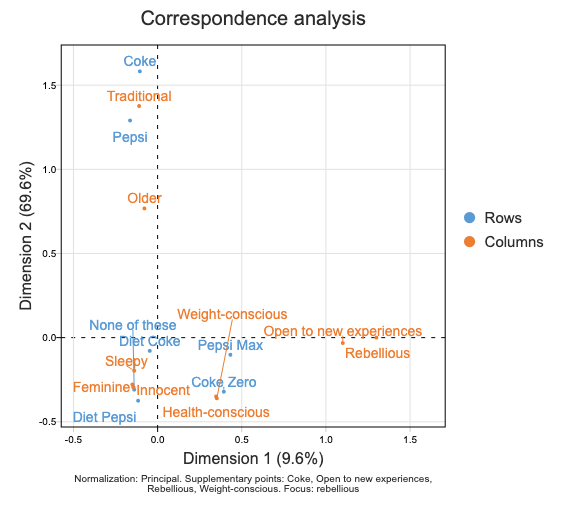 Correspondence analysis
Coke
1.5
Traditional
Pepsi
1.0
Older
Dimension 2 (69.6%)
Rows
Columns
0.5
Weight-conscious
None of these
Open to new experiences
0.0
Diet Coke
Pepsi Max
Rebellious
Sleepy
Coke Zero
Feminine
Innocent
Health-conscious
Diet Pepsi
-0.5
-0.5 0.0 0.5 1.0 1.5
Dimension 1 (9.6%)
Normalization: Principal. Supplementary points: Coke, Open to new experiences,
Rebellious, Weight-conscious. Focus: rebellious